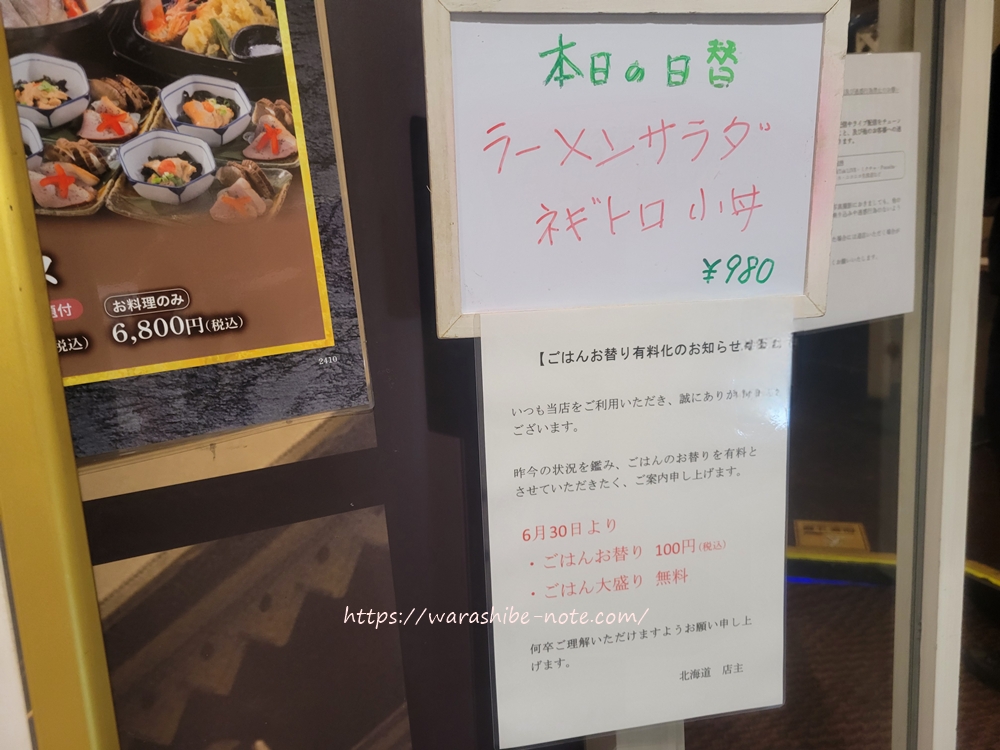 本日の日替
ラーメンサラダ
ネギトロ小丼
¥980
お料理のみ
6,800円(税込)
税込)
付
2410
【ごはんお替り有料化のお知らせ
いつも当店をご利用いただき、誠にありが
ございます。
昨今の状況を鑑み、ごはんのお替りを有料と
させていただきたく、ご案内申し上げます。
6月30日より
・ごはんお替り 100円(税込)
・ごはん大盛り 無料
何卒ご理解いただけますようお願い申し上
げます。
北海道 店主
https://warashibe-note.com/